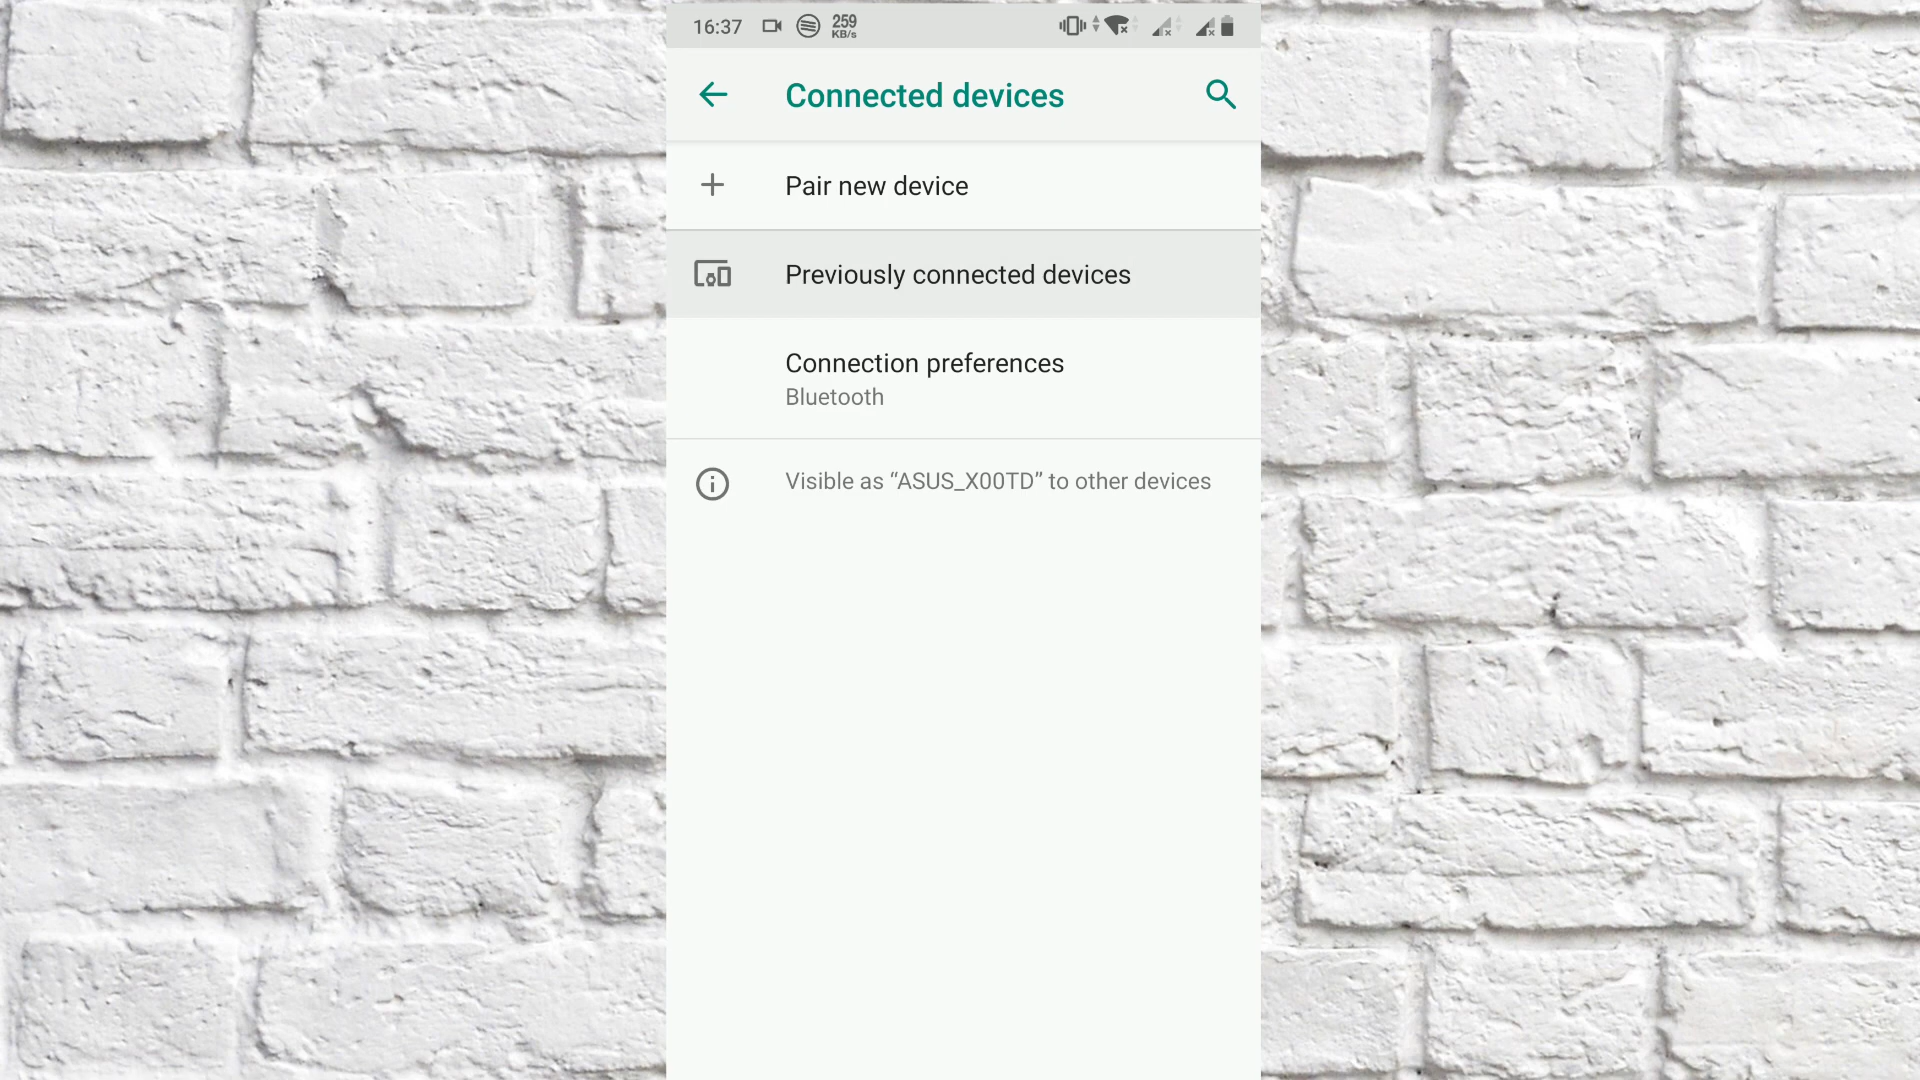 16:37 259 KB/s
Connected devices
Pair new device
Previously connected devices
Connection preferences
Bluetooth
Visible as “ASUS_X00TD” to other devices